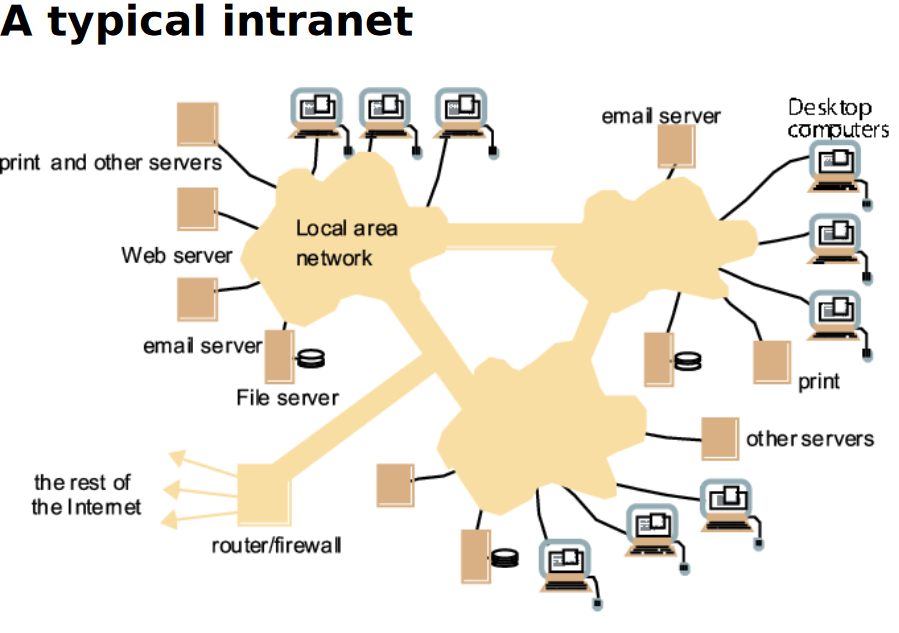 A typical intranet
email server
Desktop
computers
print and other servers
Local area
network
Web server
email server
File server
print
other servers
the rest of
the Internet
router/firewall